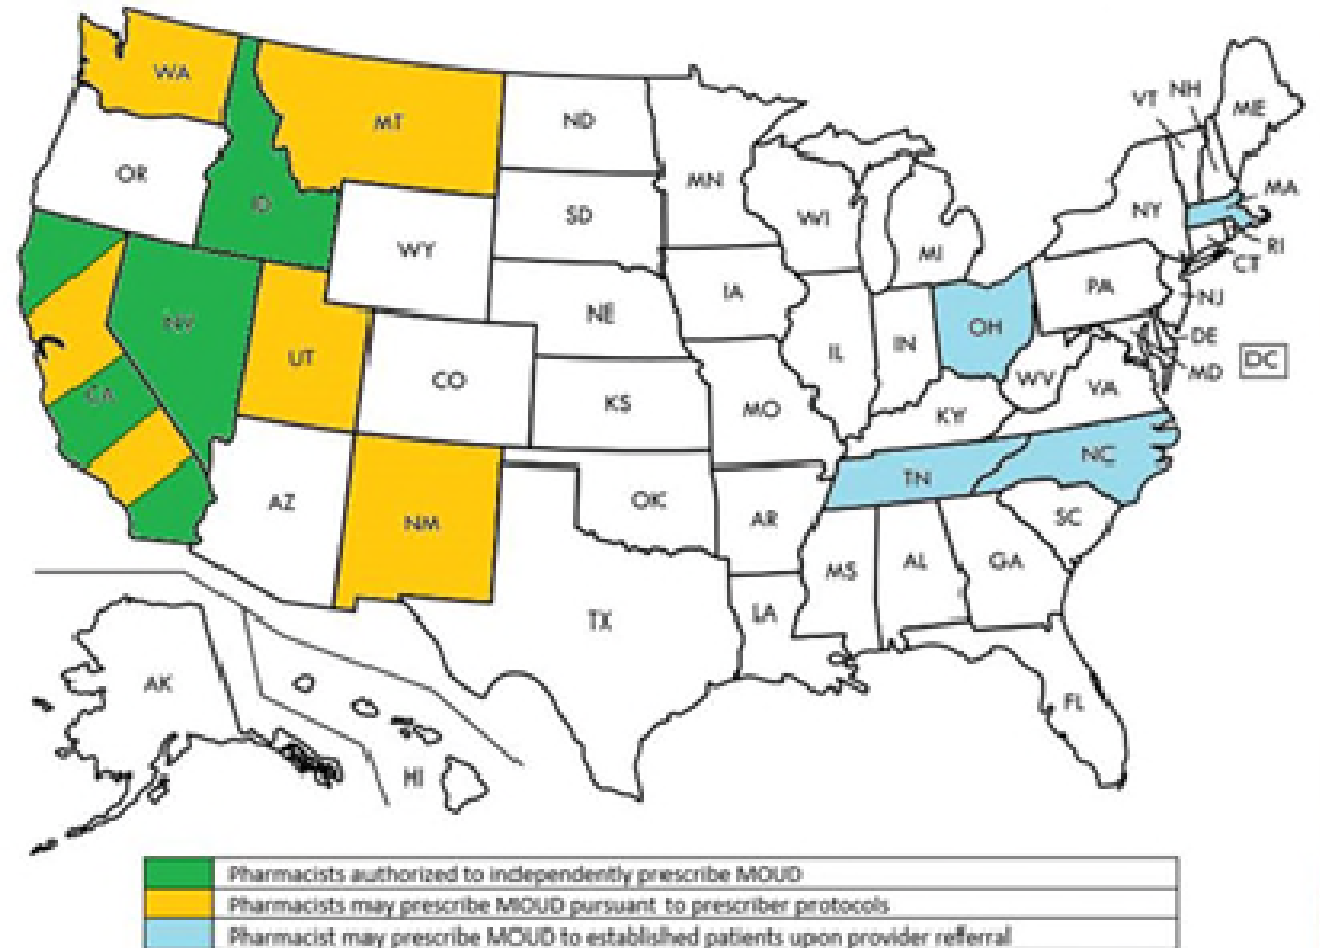 WA
MT
ND
MN
VT NH
ME
OR
ID
SD
WI
MI
NY
MA
WY
RI
CT
NV
UT
NE
IA
PA
NJ
CO
IL
IN
OH
DE
DC
MD
CA
KS
MO
WV
VA
KY
NC
AZ
NM
OK
AR
TN
SC
TX
LA
MS
AL
GA
AK
HI
FL
Pharmacists authorized to independently prescribe MOUD
Pharmacists may prescribe MOUD pursuant to prescriber protocols
Pharmacist may prescribe MOUD to established patients upon provider referral